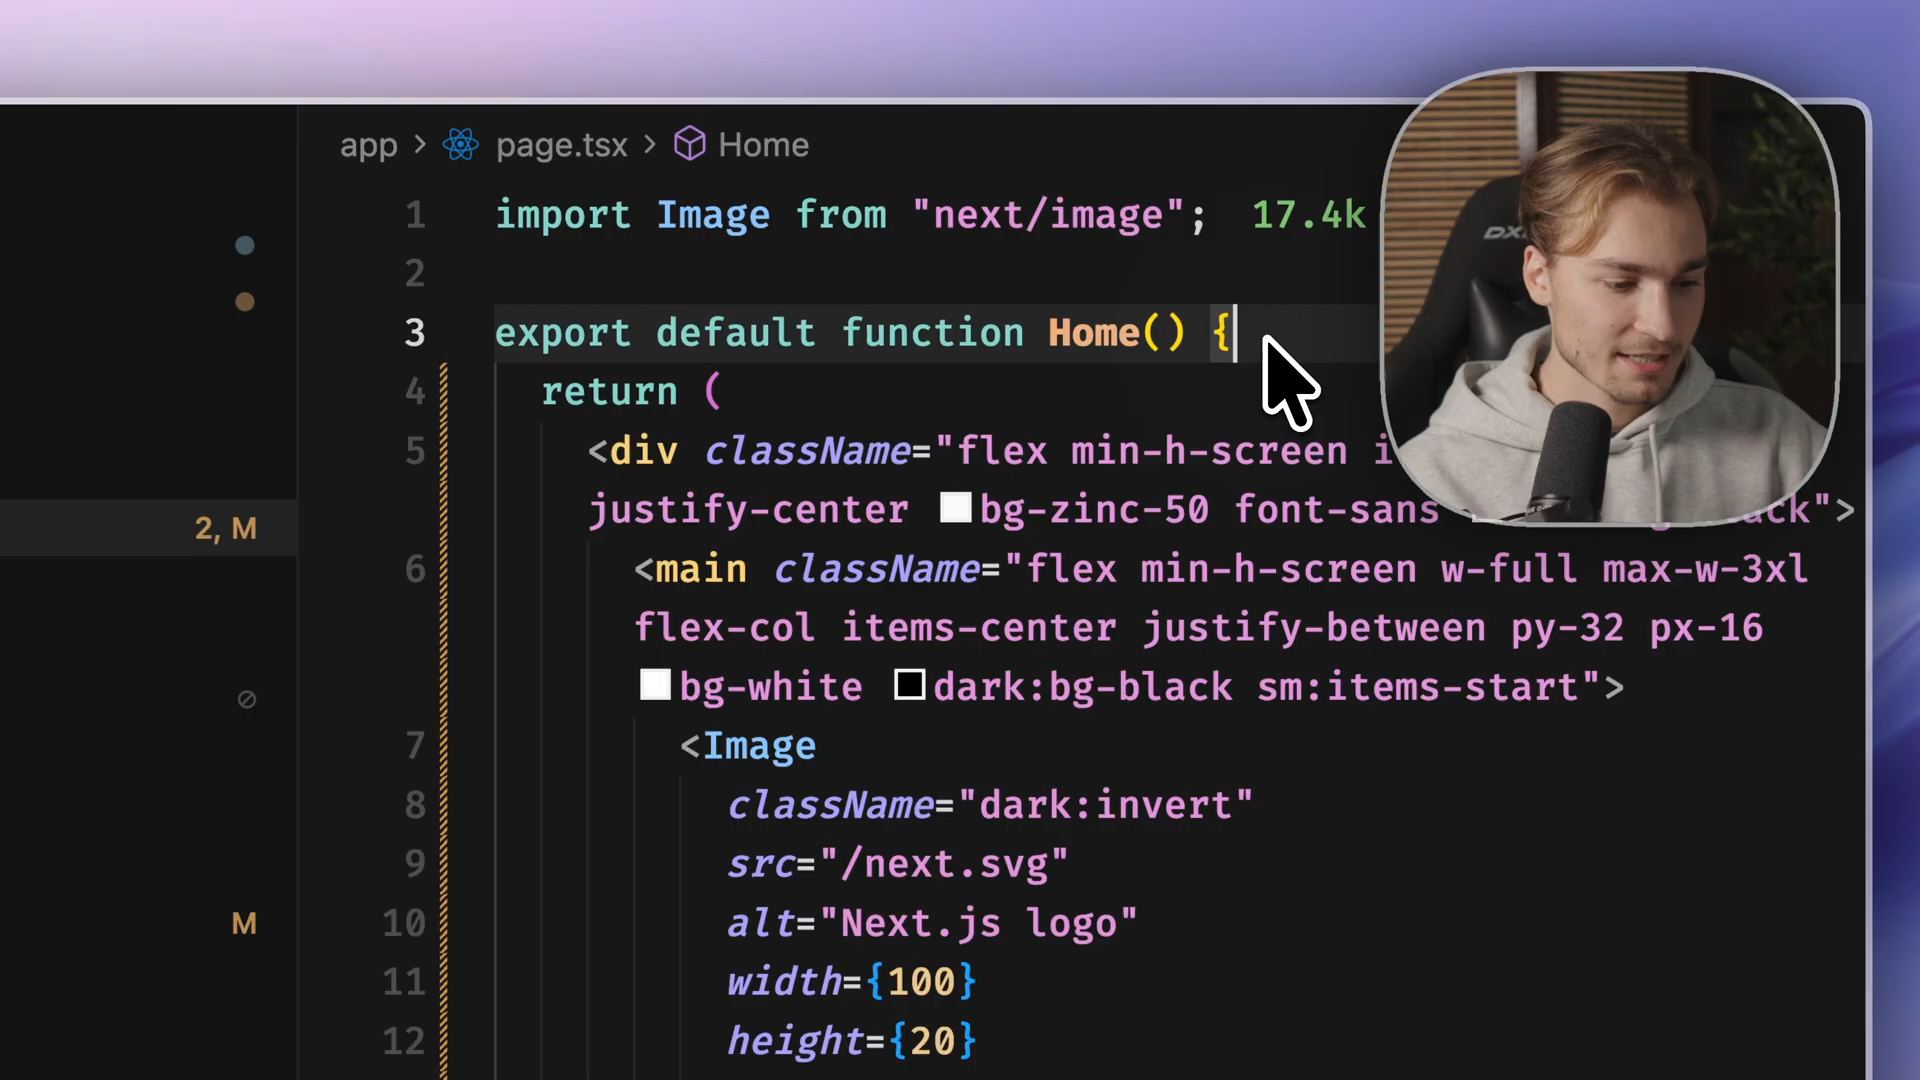 app > page.tsx > Home
1 import Image from "next/image"; 17.4k
2
3 export default function Home() {
4 return (
5 <div className="flex min-h-screen
justify-center bg-zinc-50 font-sans ">
6 <main className="flex min-h-screen w-full max-w-3xl
flex-col items-center justify-between py-32 px-16
bg-white dark:bg-black sm:items-start">
7 <Image
8 className="dark:invert"
9 src="/next.svg"
10 alt="Next.js logo"
11 width={100}
12 height={20}
2, M
M